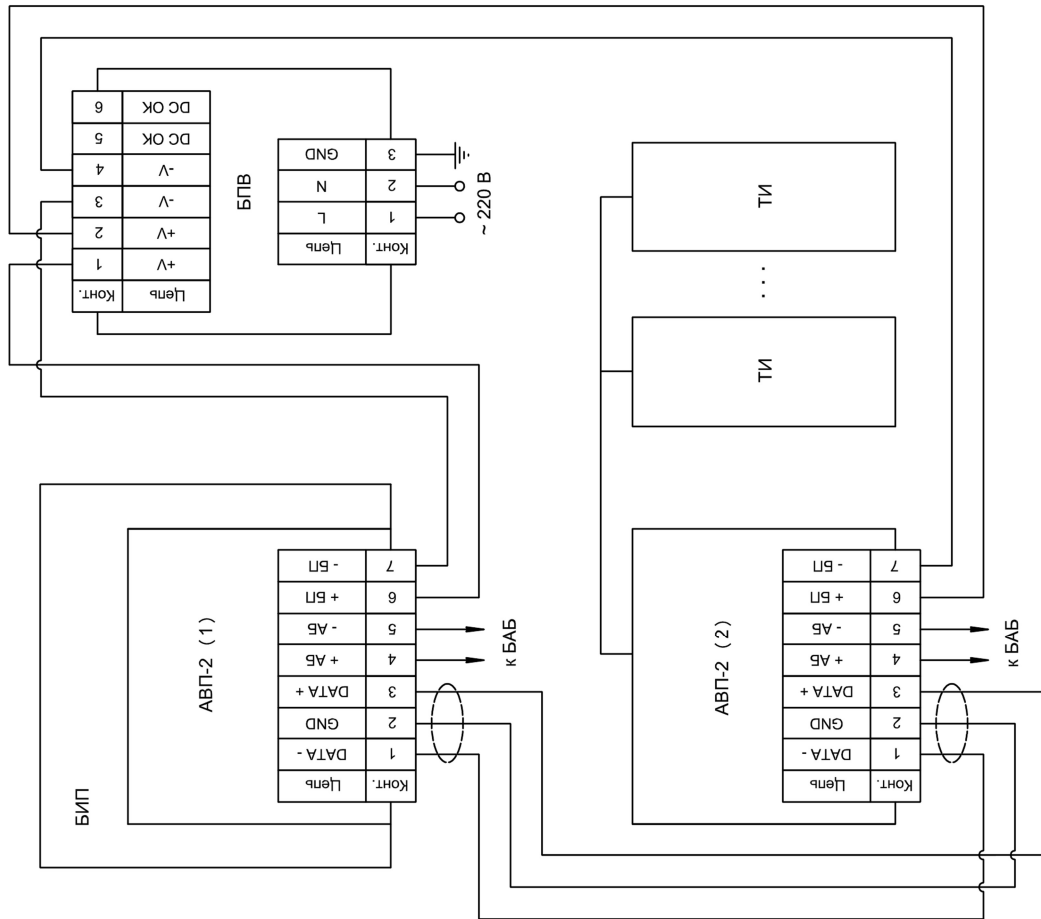 Конт.
Цепь
1
+V
2
+V
3
-V
4
-V
5
DC OK
6
DC OK
БПВ
Цепь
Конт.
L
1
N
2
GND
3
~ 220 В
ТИ
...
ТИ
БИП
АВП-2 (1)
Цепь
Конт.
DATA -
1
GND
2
DATA +
3
+ АБ
4
- АБ
5
+ БП
6
- БП
7
к БАБ
АВП-2 (2)
Цепь
Конт.
DATA -
1
GND
2
DATA +
3
+ АБ
4
- АБ
5
+ БП
6
- БП
7
к БАБ